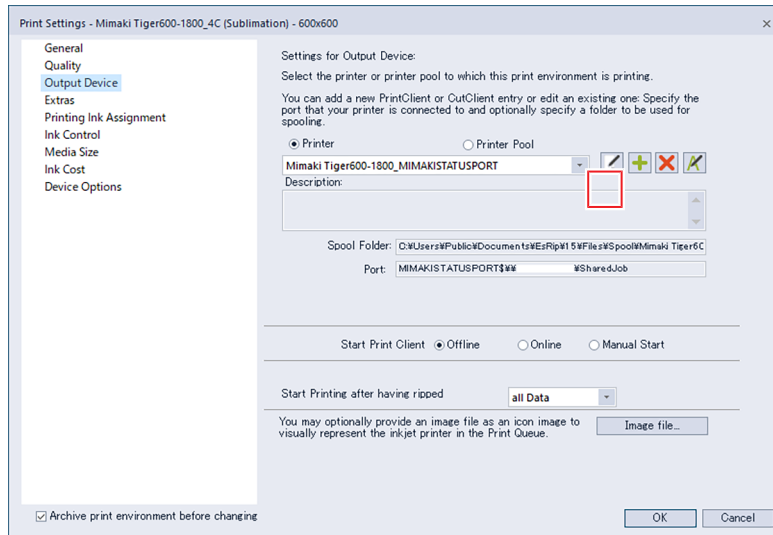 Print Settings - Mimaki Tiger600-1800_4C (Sublimation) - 600x600
General
Quality
Output Device
Extras
Printing Ink Assignment
Ink Control
Media Size
Ink Cost
Device Options
Settings for Output Device:
Select the printer or printer pool to which this print environment is printing.
You can add a new PrintClient or CutClient entry or edit an existing one: Specify the
port that your printer is connected to and optionally specify a folder to be used for
spooling.
Printer
Printer Pool
Mimaki Tiger600-1800_MIMAKISTATUSPORT
Description:
Spool Folder: C:¥Users¥Public¥Documents¥EsRip¥15¥Files¥Spool¥Mimaki Tiger60
Port: MIMAKISTATUSPORT$¥¥ ¥SharedJob
Start Print Client Offline Online Manual Start
Start Printing after having ripped all Data
You may optionally provide an image file as an icon image to
visually represent the inkjet printer in the Print Queue.
Image file...
Archive print environment before changing
OK Cancel